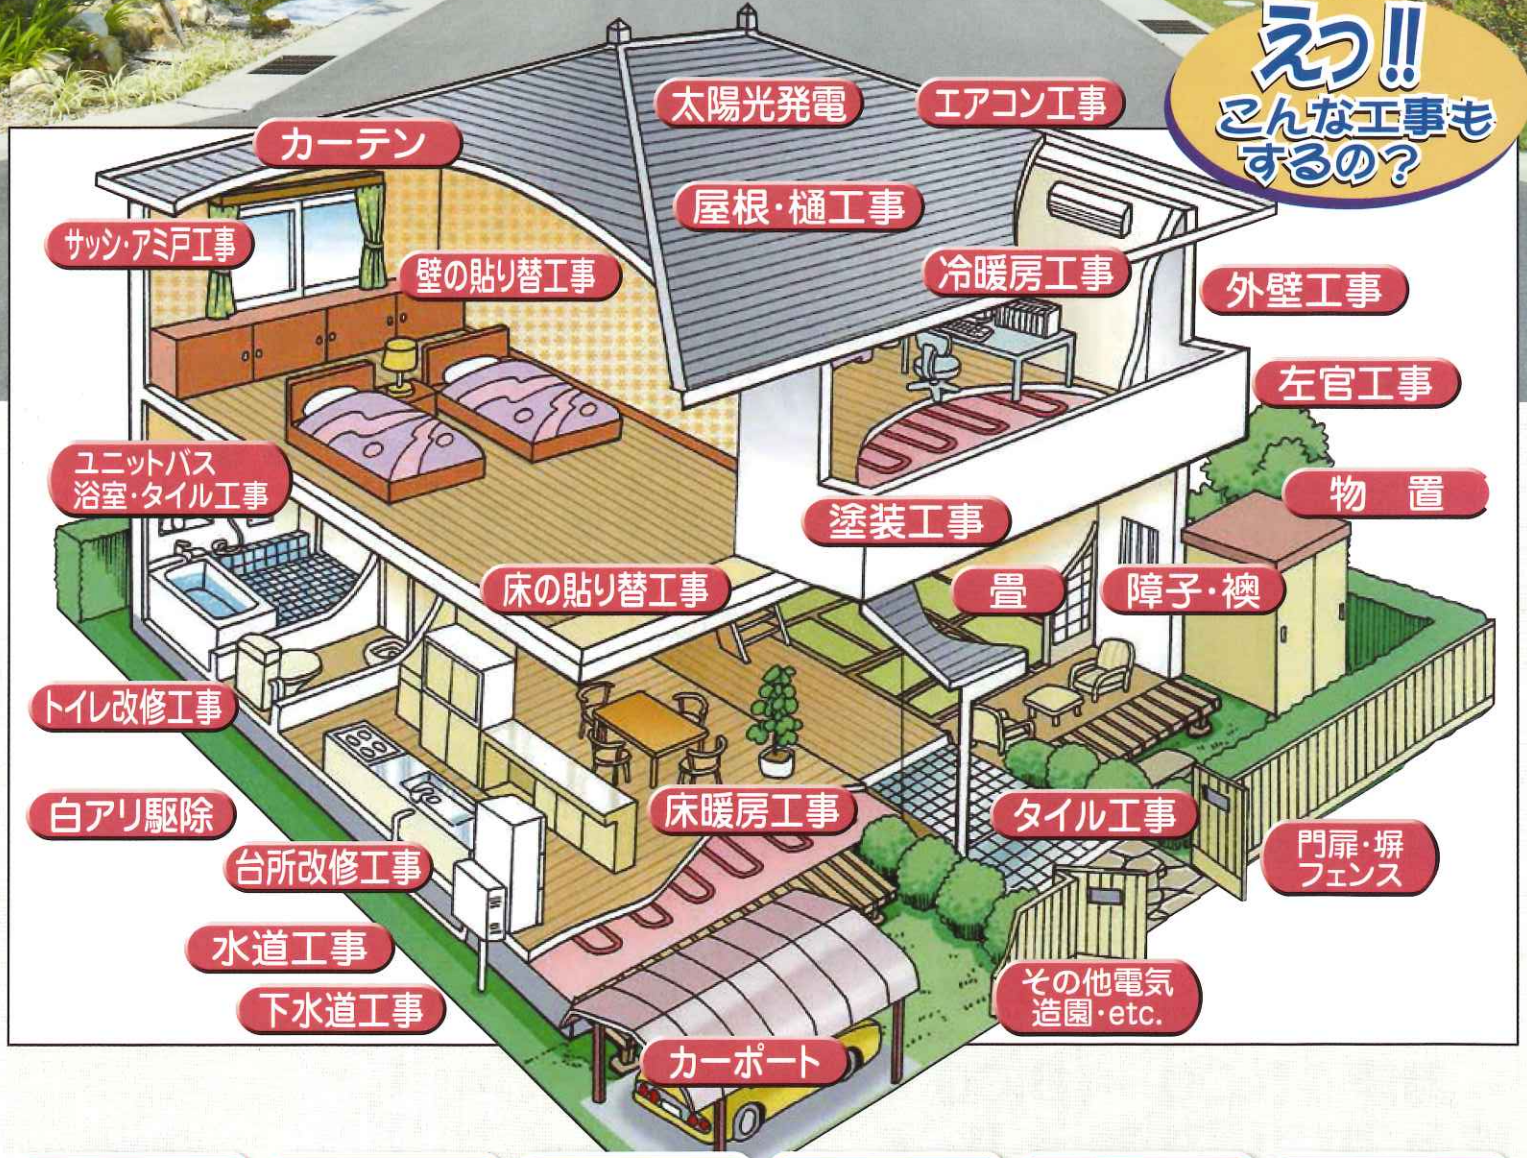 えっ!!
こんな工事も
するの？
太陽光発電
エアコン工事
カーテン
屋根・樋工事
サッシ・アミ戸工事
壁の貼り替工事
冷暖房工事
外壁工事
左官工事
ユニットバス
浴室・タイル工事
物 置
塗装工事
床の貼り替工事
畳
障子・襖
トイレ改修工事
白アリ駆除
床暖房工事
タイル工事
門扉・塀
フェンス
台所改修工事
水道工事
下水道工事
その他電気
造園・etc.
カーポート